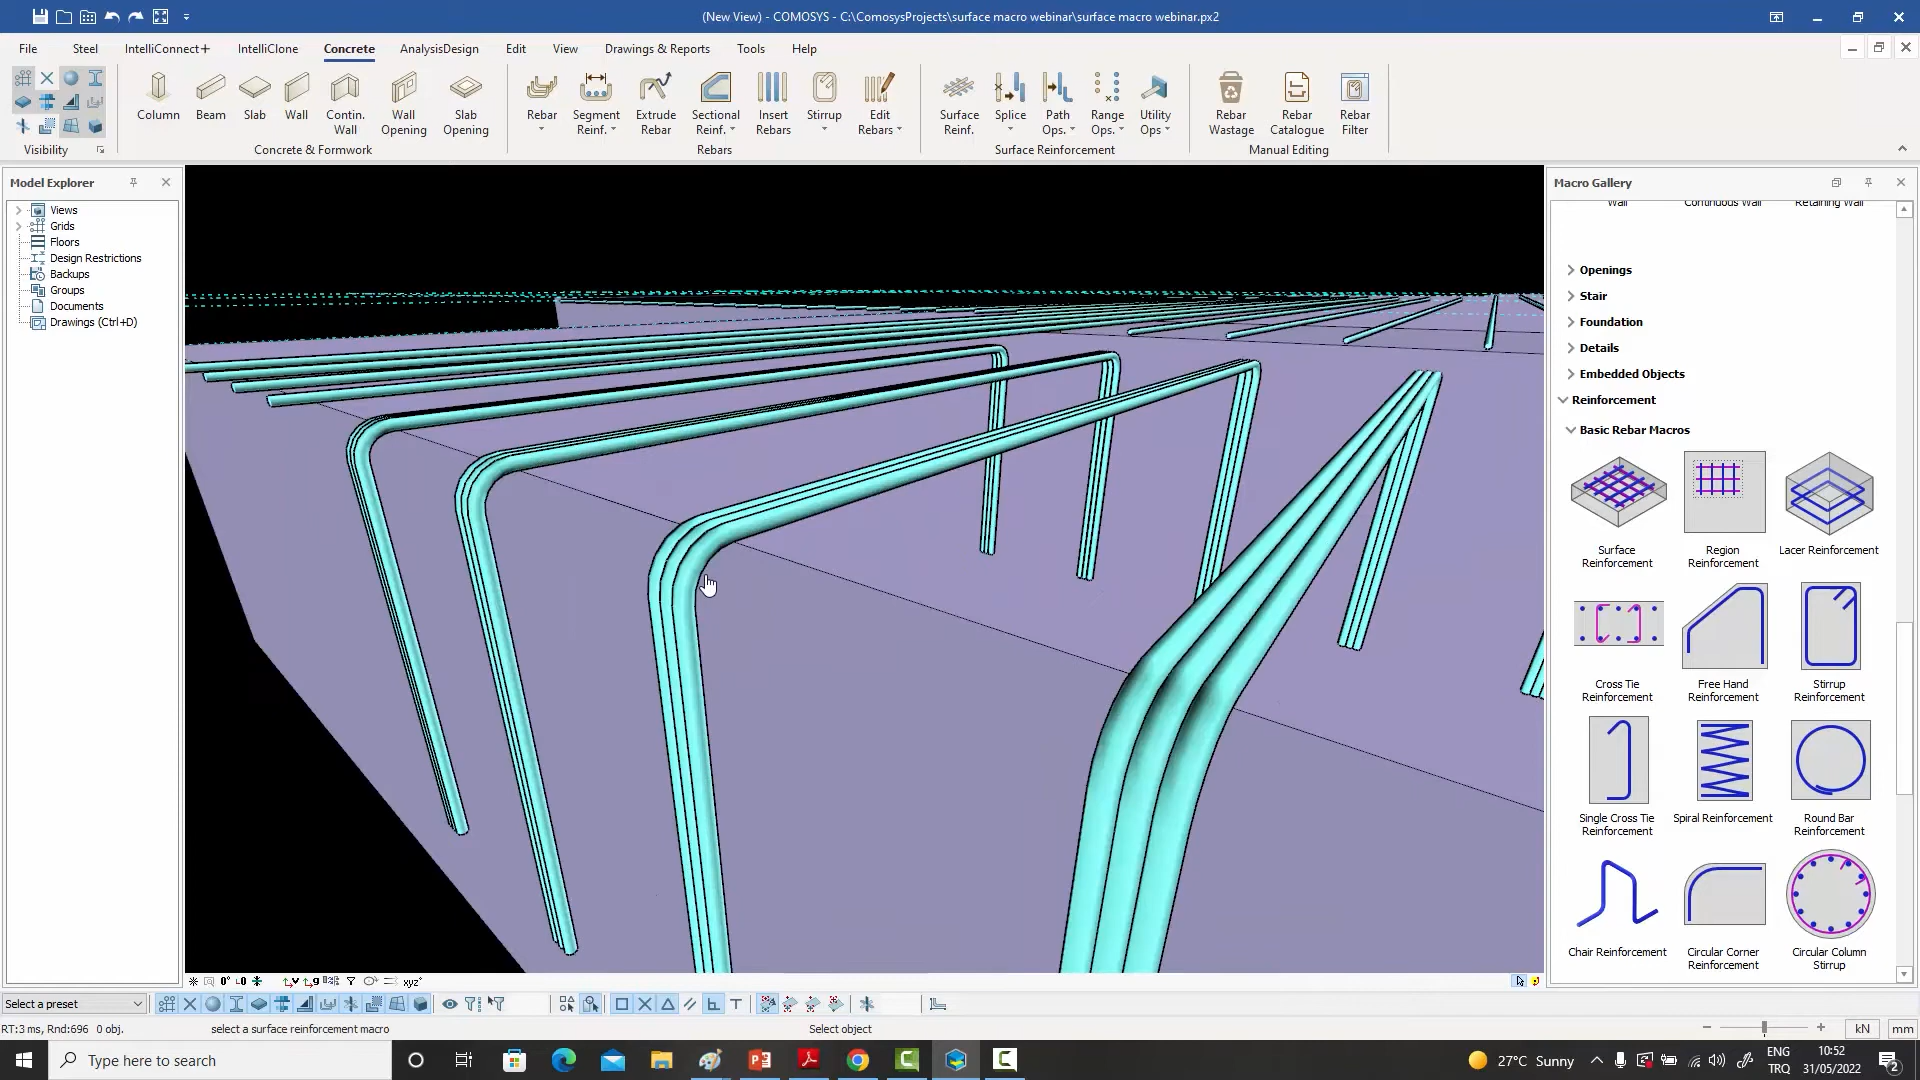 (New View) - COMOSYS - C:\ComosysProjects\surface macro webinar\surface macro webinar.px2
File Steel IntelliConnect+ IntelliClone Concrete AnalysisDesign Edit View Drawings & Reports Tools Help
Column Beam Slab Wall Contin. Wall Wall Opening Slab Opening
Rebar Segment Reinf. Extrude Rebar Sectional Reinf. Insert Rebars Stirrup Edit Rebars
Surface Reinf. Splice Path Ops. Range Ops. Utility Ops Rebar Wastage Rebar Catalogue Rebar Filter
Visibility Concrete & Formwork Rebars Surface Reinforcement Manual Editing
Model Explorer
Views
Grids
Floors
Design Restrictions
Backups
Groups
Documents
Drawings (Ctrl+D)
Macro Gallery
Wall Continuous Wall Retaining Wall
Openings
Stair
Foundation
Details
Embedded Objects
Reinforcement
Basic Rebar Macros
Surface Reinforcement Region Reinforcement Lacer Reinforcement
Cross Tie Reinforcement Free Hand Reinforcement Stirrup Reinforcement
Single Cross Tie Reinforcement Spiral Reinforcement Round Bar Reinforcement
Chair Reinforcement Circular Corner Reinforcement Circular Column Stirrup
xyz
Select a preset
RT:3 ms, Rnd:696 0 obj. select a surface reinforcement macro Select object kN mm
Type here to search
27°C Sunny
ENG
TRQ
10:52
31/05/2022
2